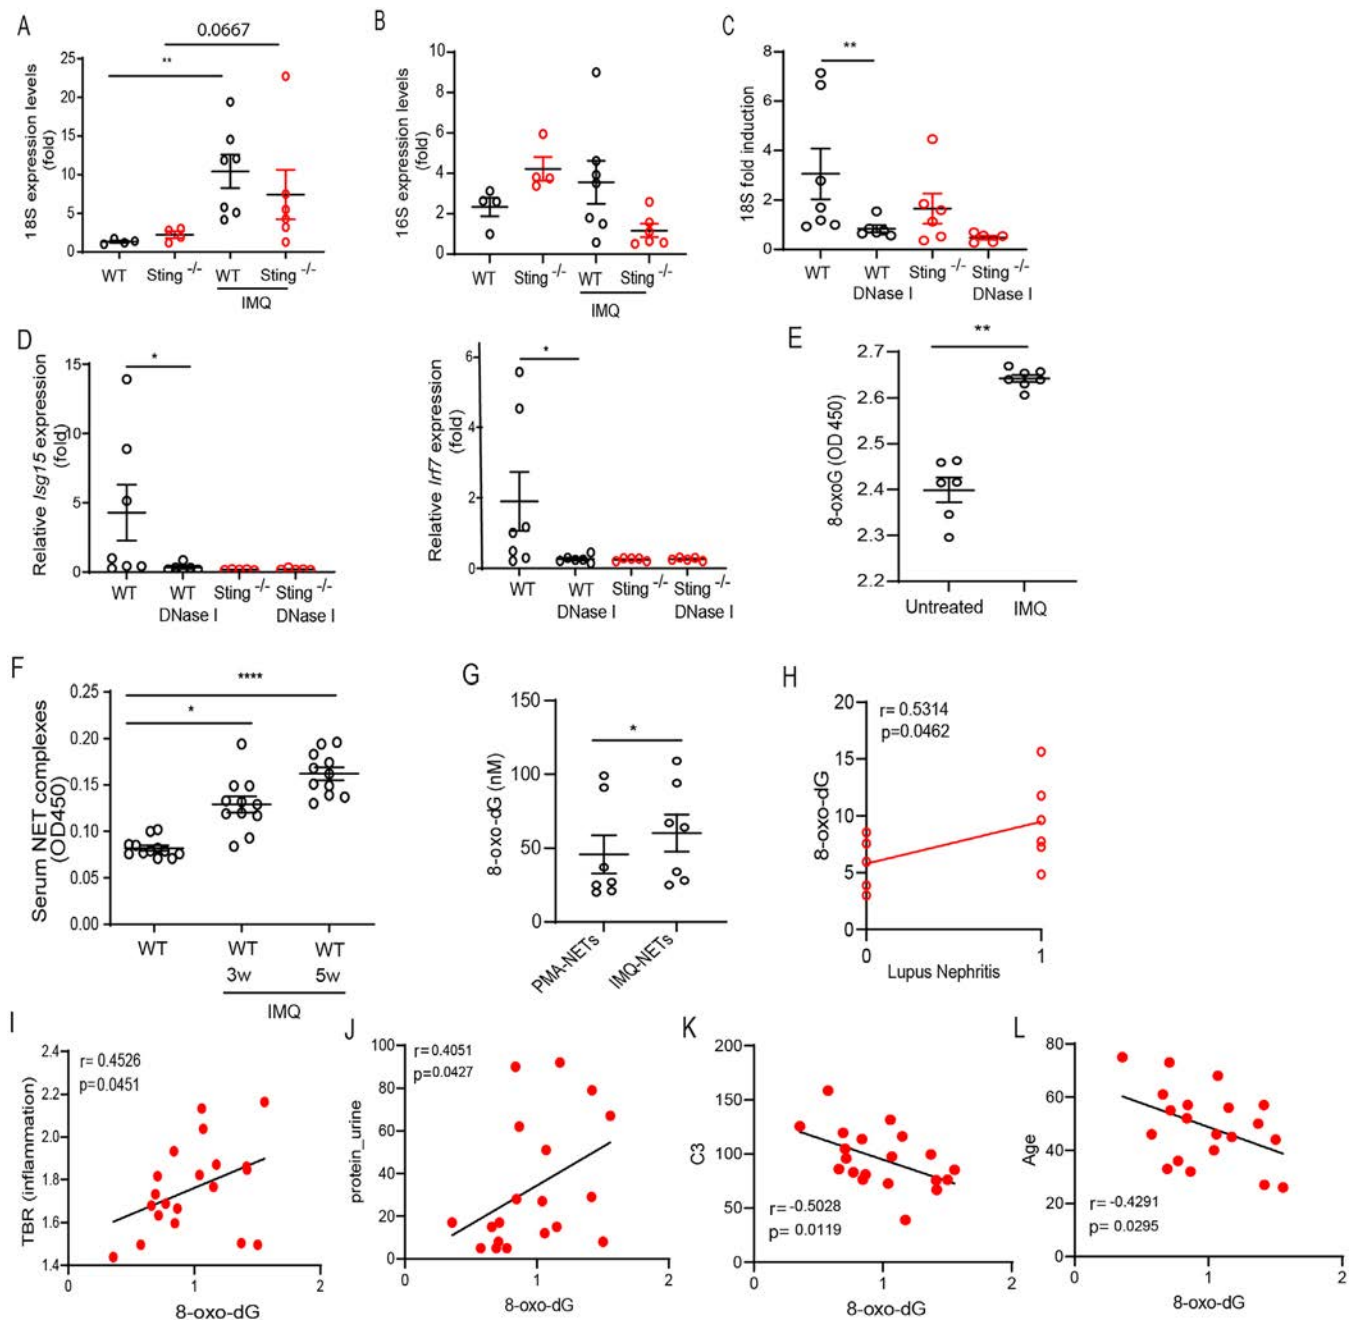 A
0.0667
**
18S expression levels
(fold)
25
20
15
10
5
0
WT
Sting -/-
WT
Sting -/-
IMQ
B
16S expression levels
(fold)
10
8
6
4
2
0
WT
Sting -/-
WT
Sting -/-
IMQ
C
**
18S fold induction
8
6
4
2
0
WT
WT
DNase I
Sting -/-
Sting -/-
DNase I
D
*
Relative Isg15 expression
(fold)
15
10
5
0
WT
WT
DNase I
Sting -/-
Sting -/-
DNase I
*
Relative Irf7 expression
(fold)
6
4
2
0
WT
WT
DNase I
Sting -/-
Sting -/-
DNase I
E
**
8-oxoG (OD 450)
2.7
2.6
2.5
2.4
2.3
2.2
Untreated
IMQ
F
****
*
Serum NET complexes
(OD450)
0.25
0.20
0.15
0.10
0.05
0.00
WT
WT
3w
WT
5w
IMQ
G
*
8-oxo-dG (nM)
150
100
50
0
PMA-NETs
IMQ-NETs
H
r= 0.5314
p=0.0462
8-oxo-dG
20
15
10
5
0
0
1
Lupus Nephritis
I
r= 0.4526
p=0.0451
TBR (inflammation)
2.4
2.2
2.0
1.8
1.6
1.4
0
1
2
8-oxo-dG
J
r= 0.4051
p=0.0427
protein_urine
100
80
60
40
20
0
0
1
2
8-oxo-dG
K
C3
200
150
100
50
0
r= -0.5028
p= 0.0119
0
1
2
8-oxo-dG
L
Age
80
60
40
20
0
r= -0.4291
p= 0.0295
0
1
2
8-oxo-dG